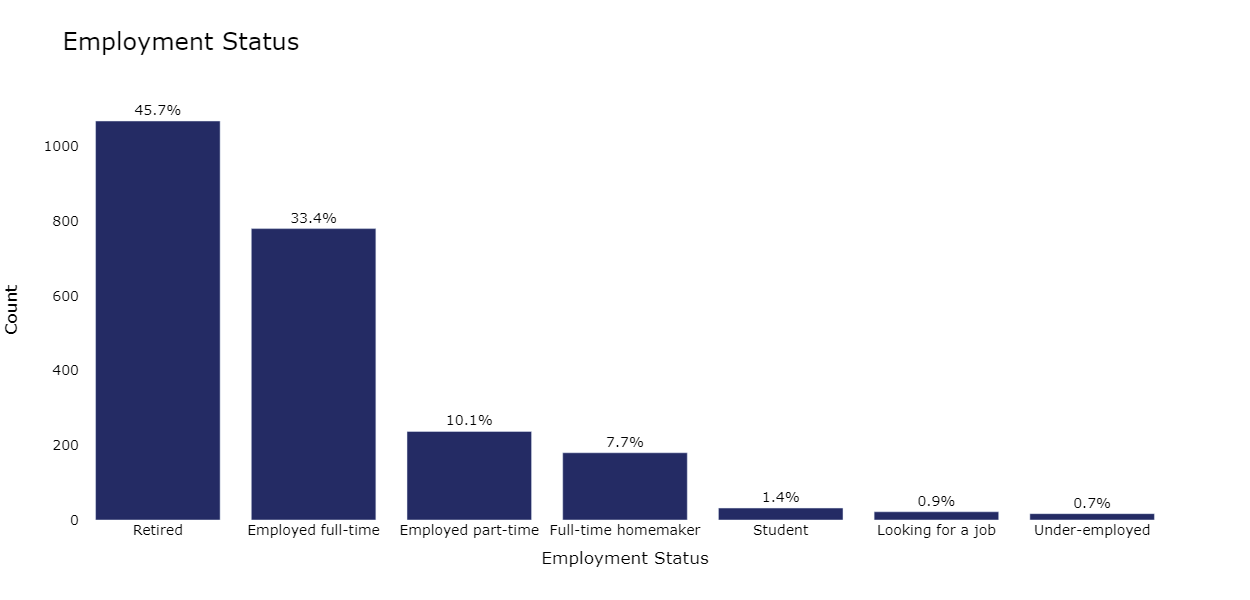 Employment Status
45.7%
33.4%
10.1%
7.7%
1.4%
0.9%
0.7%
1000
800
600
400
200
0
Count
Retired
Employed full-time
Employed part-time
Full-time homemaker
Student
Looking for a job
Under-employed
Employment Status